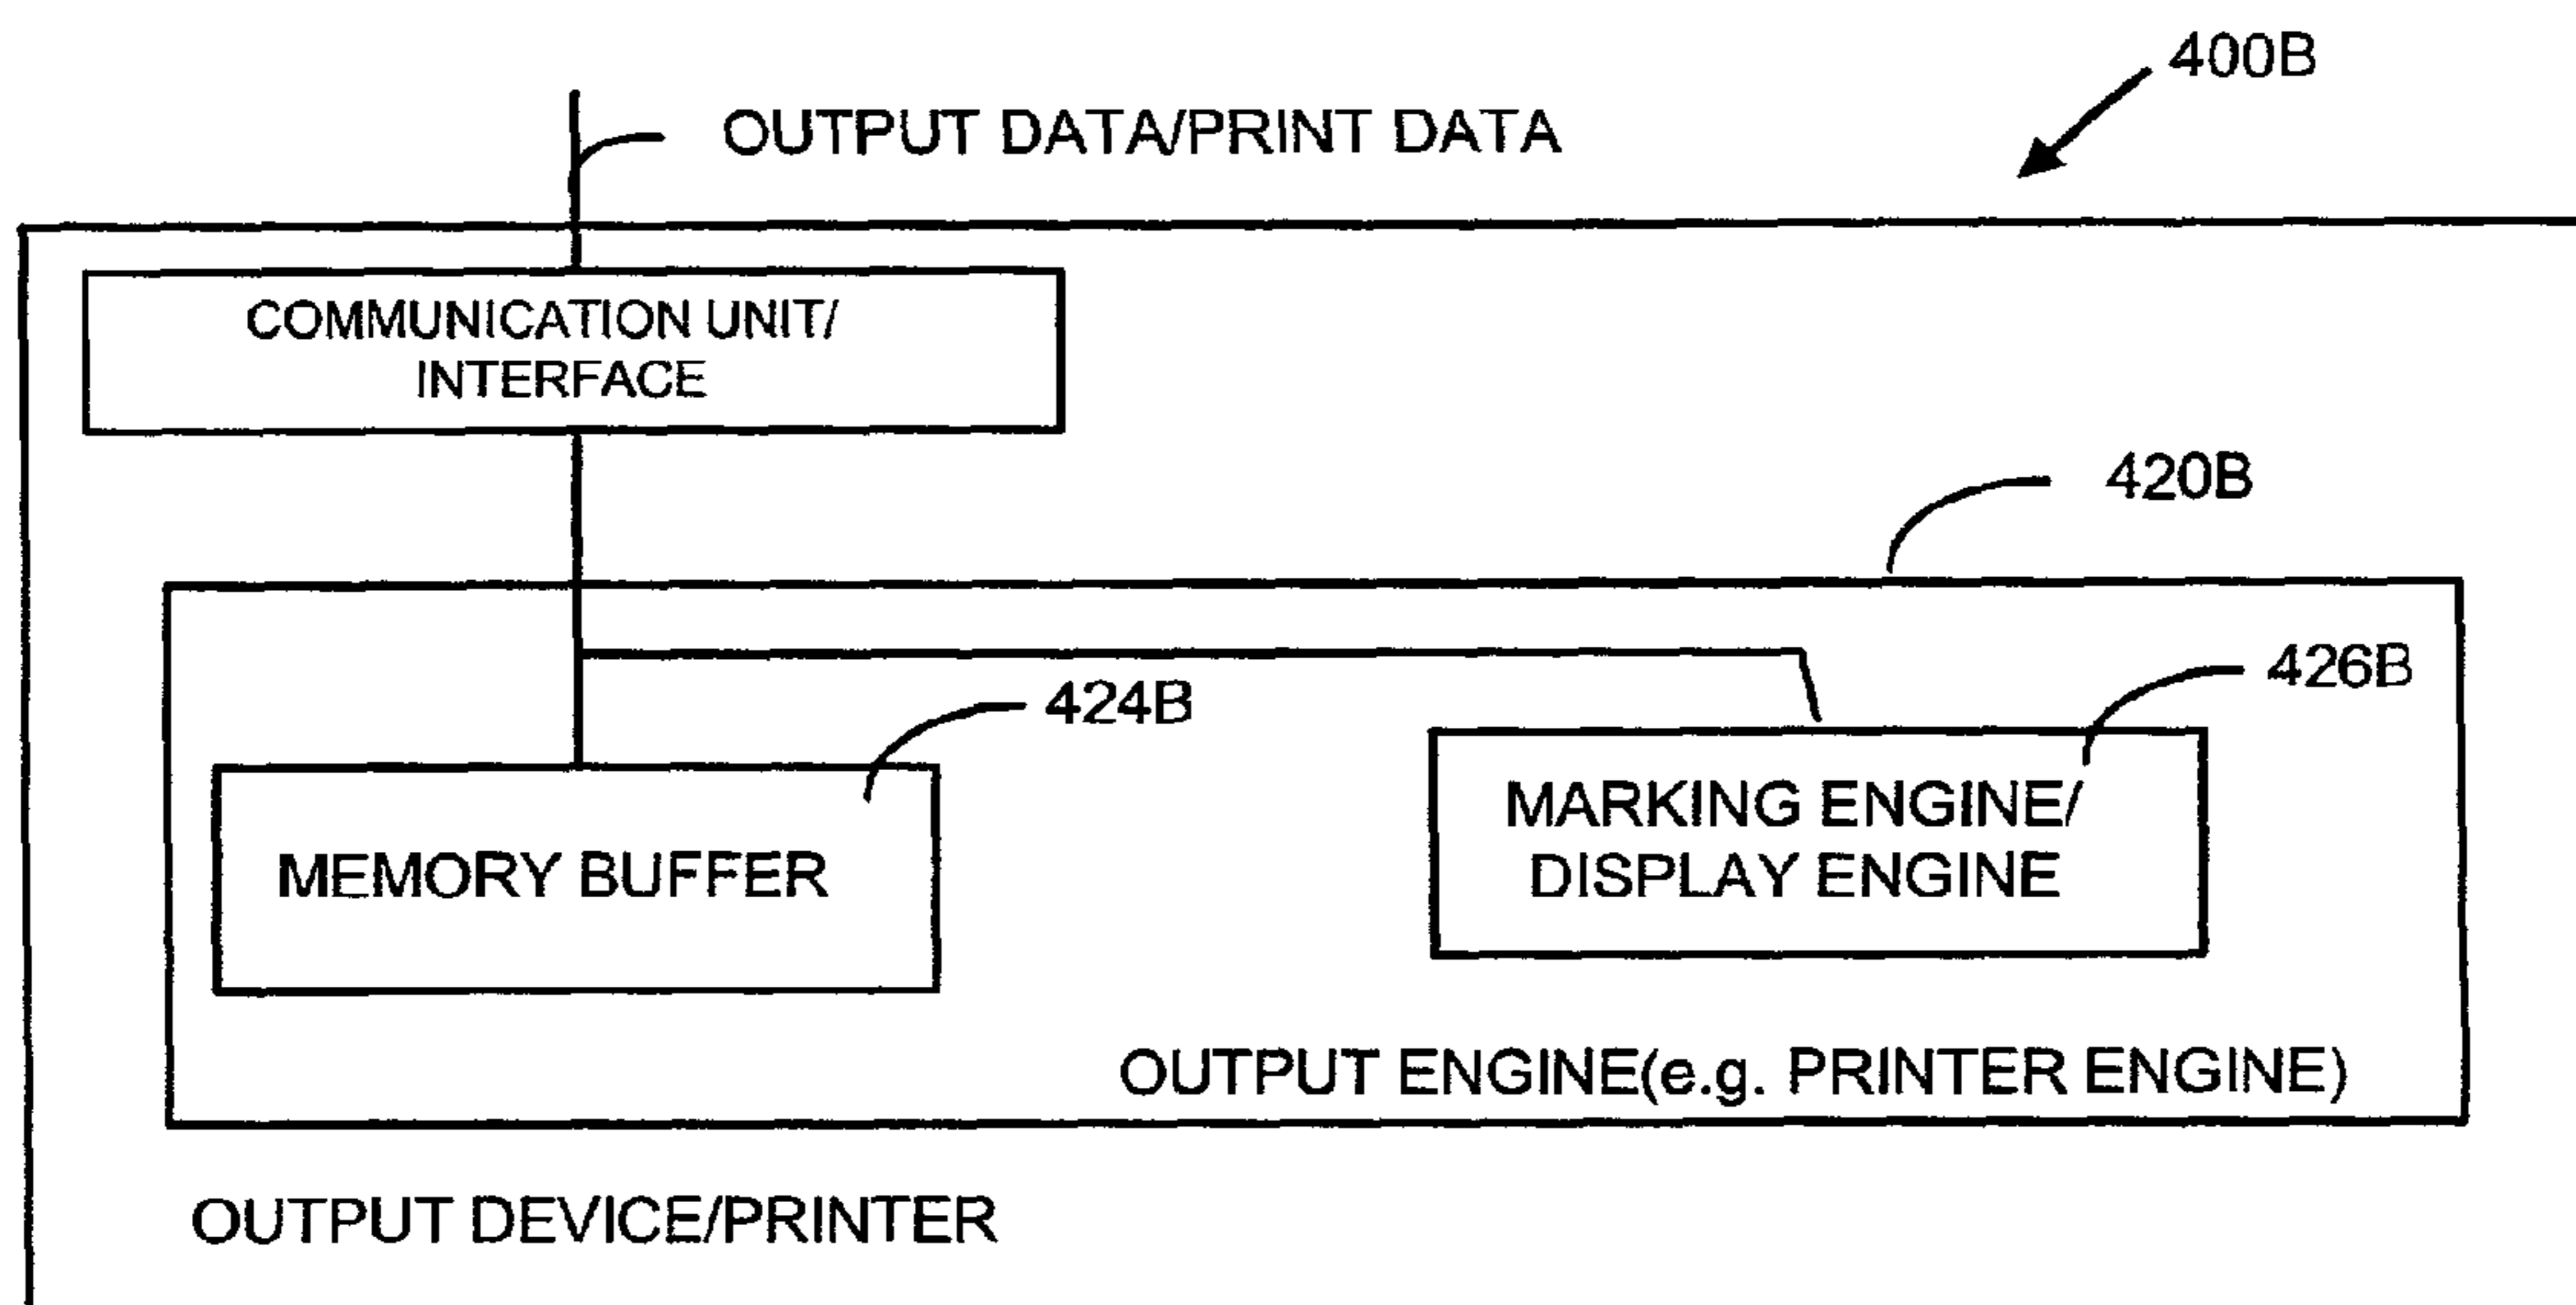 400B
OUTPUT DATA/PRINT DATA
COMMUNICATION UNIT/
INTERFACE
420B
426B
424B
MARKING ENGINE/
DISPLAY ENGINE
MEMORY BUFFER
OUTPUT ENGINE(e.g. PRINTER ENGINE)
OUTPUT DEVICE/PRINTER